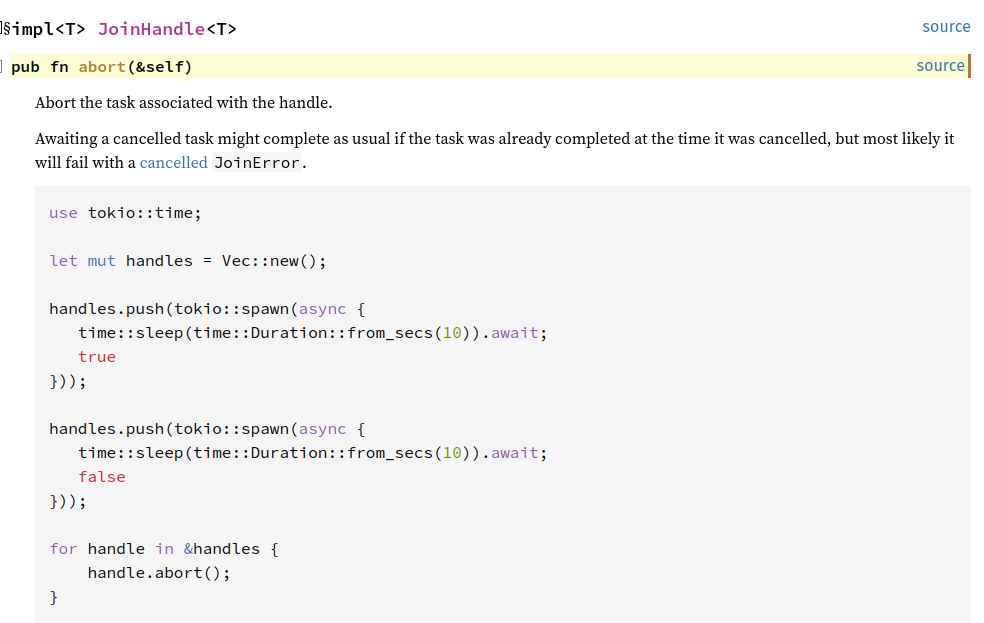 §impl<T> JoinHandle<T>
source
pub fn abort(&self)
source
Abort the task associated with the handle.
Awaiting a cancelled task might complete as usual if the task was already completed at the time it was cancelled, but most likely it
will fail with a cancelled JoinError.
use tokio::time;
let mut handles = Vec::new();
handles.push(tokio::spawn(async {
   time::sleep(time::Duration::from_secs(10)).await;
   true
}));
handles.push(tokio::spawn(async {
   time::sleep(time::Duration::from_secs(10)).await;
   false
}));
for handle in &handles {
    handle.abort();
}